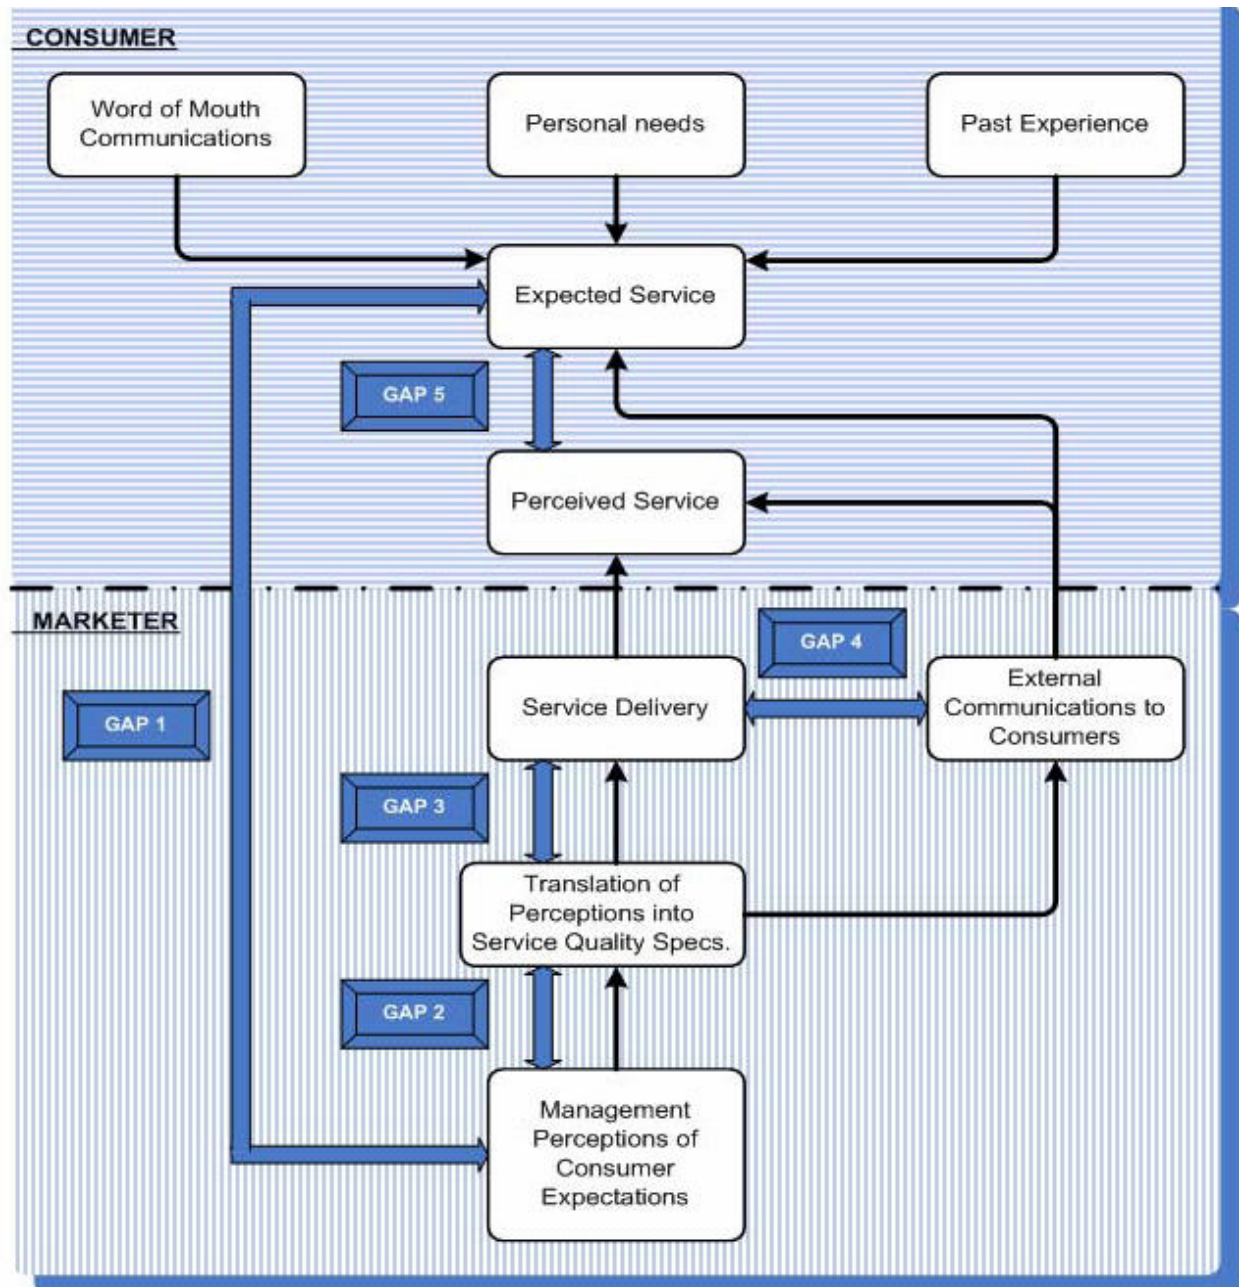 CONSUMER
Word of Mouth
Communications
Personal needs
Past Experience
Expected Service
GAP 5
Perceived Service
MARKETER
GAP 4
GAP 1
Service Delivery
External
Communications to
Consumers
GAP 3
Translation of
Perceptions into
Service Quality Specs.
GAP 2
Management
Perceptions of
Consumer
Expectations